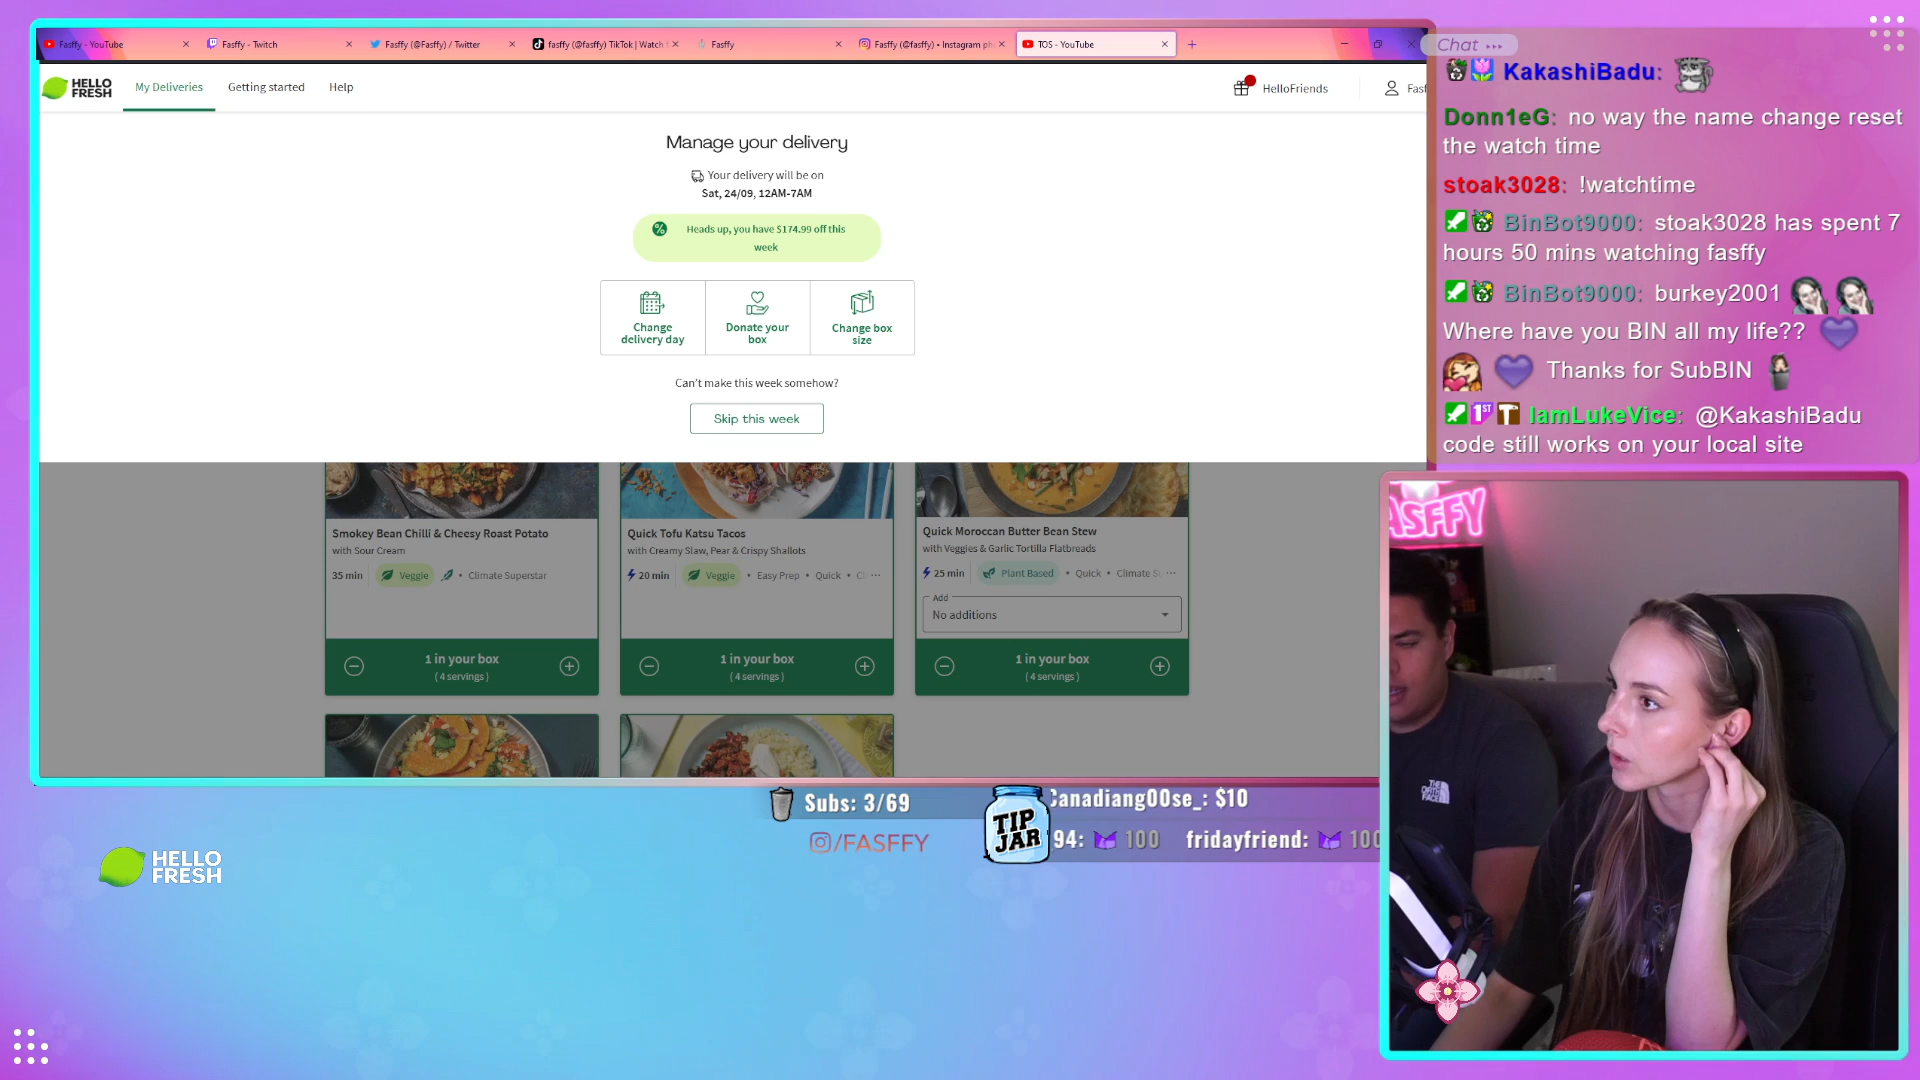 Fasffy - YouTube
Fasffy - Twitch
Fasffy (@Fasffy) / Twitter
fasffy (@fasffy) TikTok | Watch
Fasffy
Fasffy (@fasffy) • Instagram ph
TOS - YouTube
HELLO
FRESH
My Deliveries
Getting started
Help
HelloFriends
Fasf
Manage your delivery
Your delivery will be on
Sat, 24/09, 12AM-7AM
Heads up, you have $174.99 off this
week
Change
delivery day
Donate your
box
Change box
size
Can't make this week somehow?
Skip this week
Smokey Bean Chilli & Cheesy Roast Potato
with Sour Cream
35 min Veggie • Climate Superstar
1 in your box
( 4 servings )
Quick Tofu Katsu Tacos
with Creamy Slaw, Pear & Crispy Shallots
20 min Veggie • Easy Prep • Quick • Cl ...
1 in your box
( 4 servings )
Quick Moroccan Butter Bean Stew
with Veggies & Garlic Tortilla Flatbreads
25 min Plant Based • Quick • Climate S ...
Add
No additions
1 in your box
( 4 servings )
Chat
KakashiBadu:
Donn1eG: no way the name change reset
the watch time
stoak3028: !watchtime
BinBot9000: stoak3028 has spent 7
hours 50 mins watching fasffy
BinBot9000: burkey2001
Where have you BIN all my life??
Thanks for SubBIN
1ST T IamLukeVice: @KakashiBadu
code still works on your local site
ASFFY
THE
NORTH
FACE
Subs: 3/69
/FASFFY
TIP
JAR
Canadiang00se_: $10
94: 100 fridayfriend: 100
HELLO
FRESH